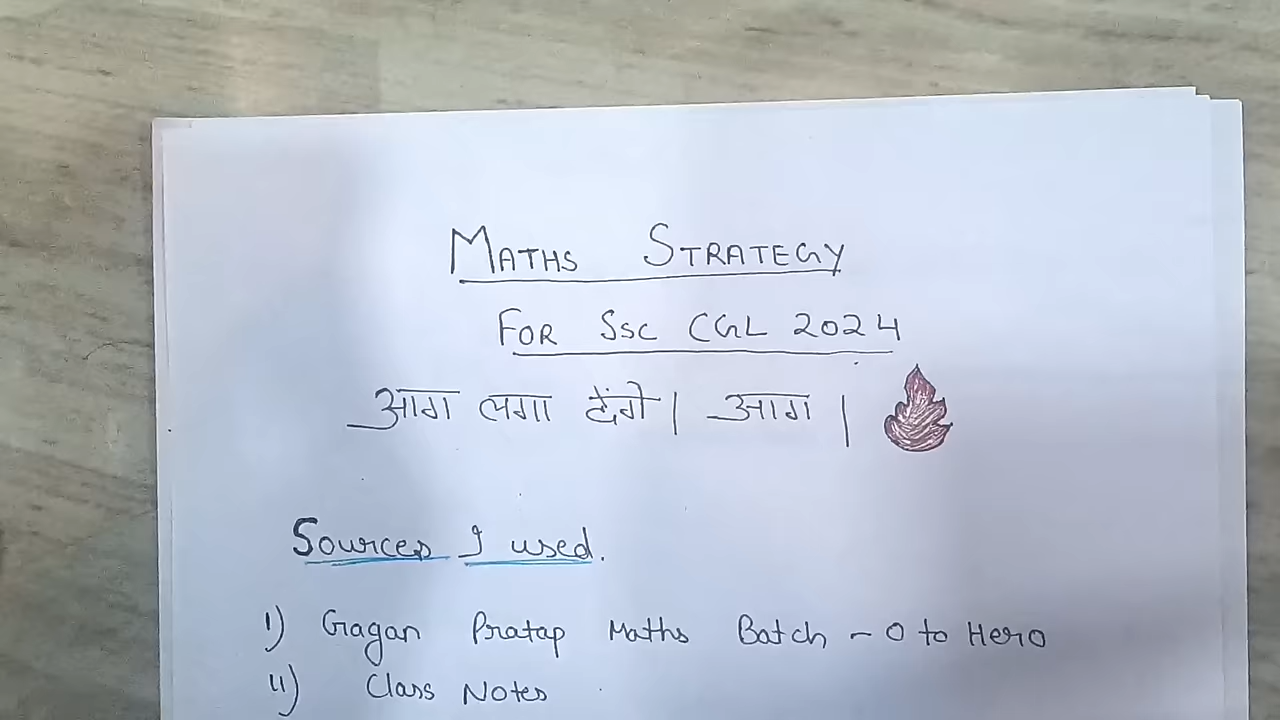 MATHS STRATEGY
FOR SSC CGL 2024
आग लगा देंगे। आग।
Sources I used.
i) Gagan Pratap Maths Batch - 0 to Hero
ii) Class Notes